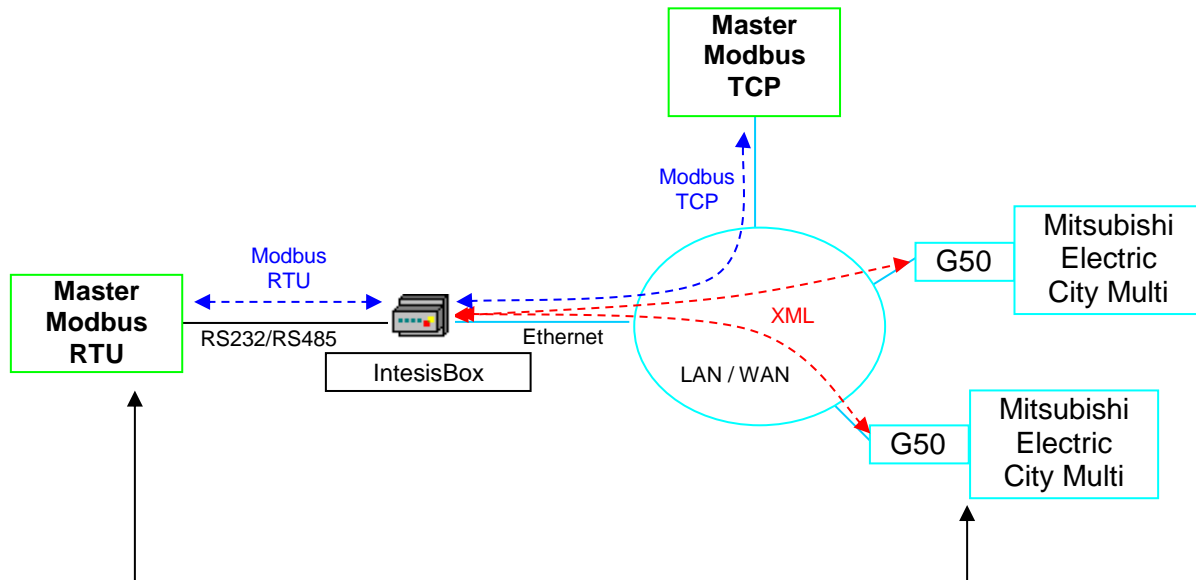 Master
Modbus
TCP
Modbus
TCP
Mitsubishi
Electric
City Multi
G50
Modbus
RTU
Master
Modbus
RTU
RS232/RS485
Ethernet
XML
IntesisBox
LAN / WAN
G50
Mitsubishi
Electric
City Multi